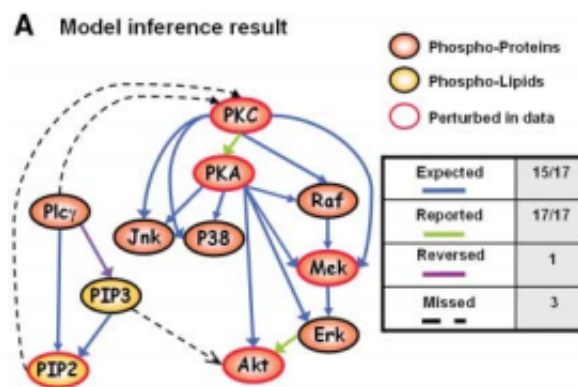 A Model inference result
Phospho-Proteins
Phospho-Lipids
Perturbed in data
PKC
PKA
Raf
Plcγ
Jnk
P38
Mek
PIP3
Erk
Akt
PIP2
Expected 15/17
Reported 17/17
Reversed 1
Missed 3